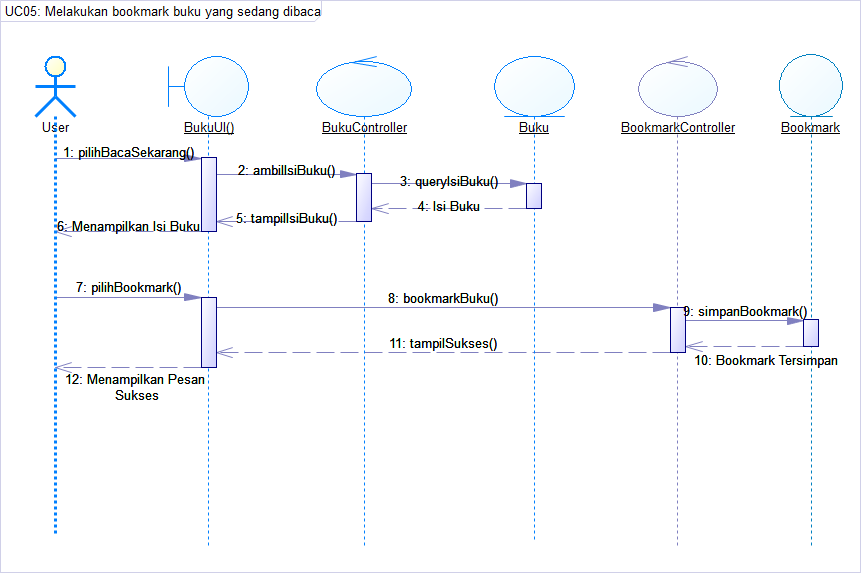 UC05: Melakukan bookmark buku yang sedang dibaca
User
BukuUI()
BukuController
Buku
BookmarkController
Bookmark
1: pilihBacaSekarang()
2: ambilIsiBuku()
3: queryIsiBuku()
4: Isi Buku
5: tampilIsiBuku()
6: Menampilkan Isi Buku
7: pilihBookmark()
8: bookmarkBuku()
9: simpanBookmark()
10: Bookmark Tersimpan
11: tampilSukses()
12: Menampilkan Pesan
Sukses